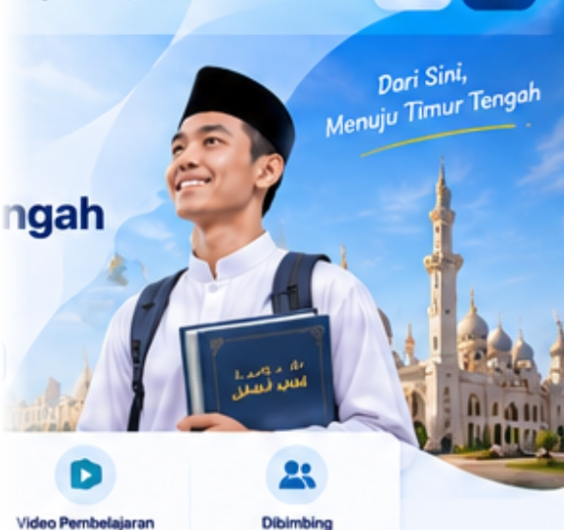 Dari Sini,
Menuju Timur Tengah
ngah
Video Pembelajaran
Dibimbing